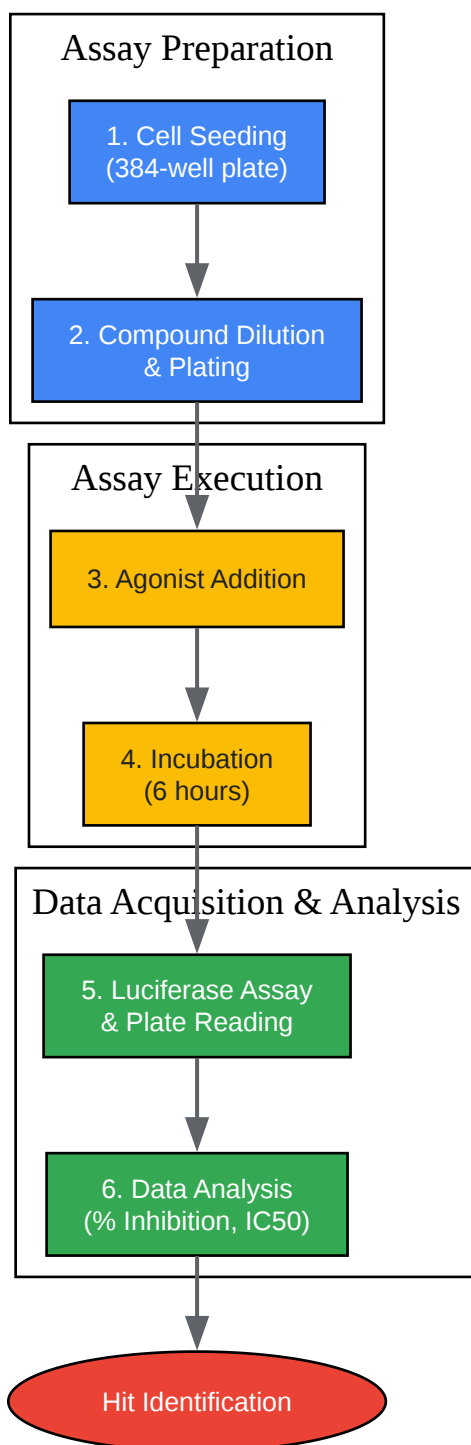 Assay Preparation
1. Cell Seeding
(384-well plate)
2. Compound Dilution
& Plating
Assay Execution
3. Agonist Addition
4. Incubation
(6 hours)
Data Acquisition & Analysis
5. Luciferase Assay
& Plate Reading
6. Data Analysis
(% Inhibition, IC50)
Hit Identification